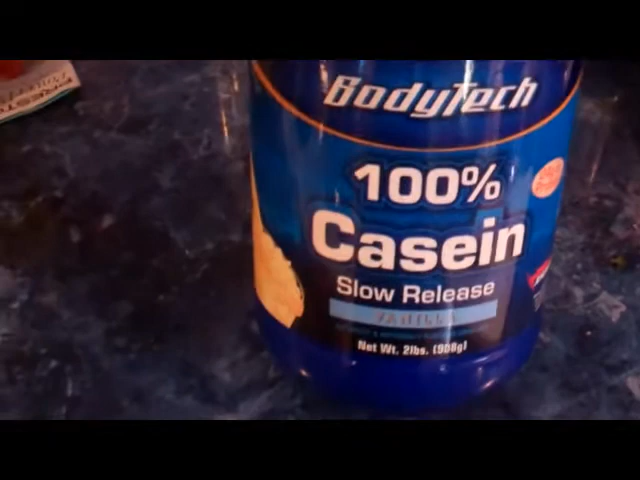 BodyTech
100%
Casein
Slow Release
VANILLA
Net Wt. 2lbs. (908g)